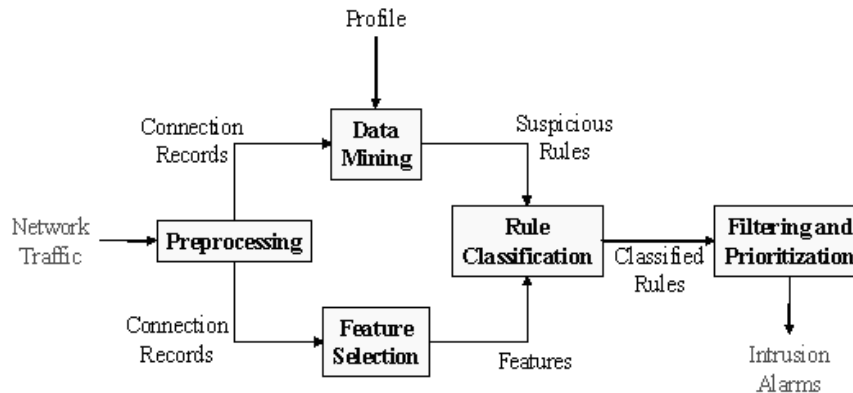 Profile
Connection
Records
Data
Mining
Suspicious
Rules
Network
Traffic
Preprocessing
Rule
Classification
Classified
Rules
Filtering and
Prioritization
Connection
Records
Feature
Selection
Features
Intrusion
Alarms